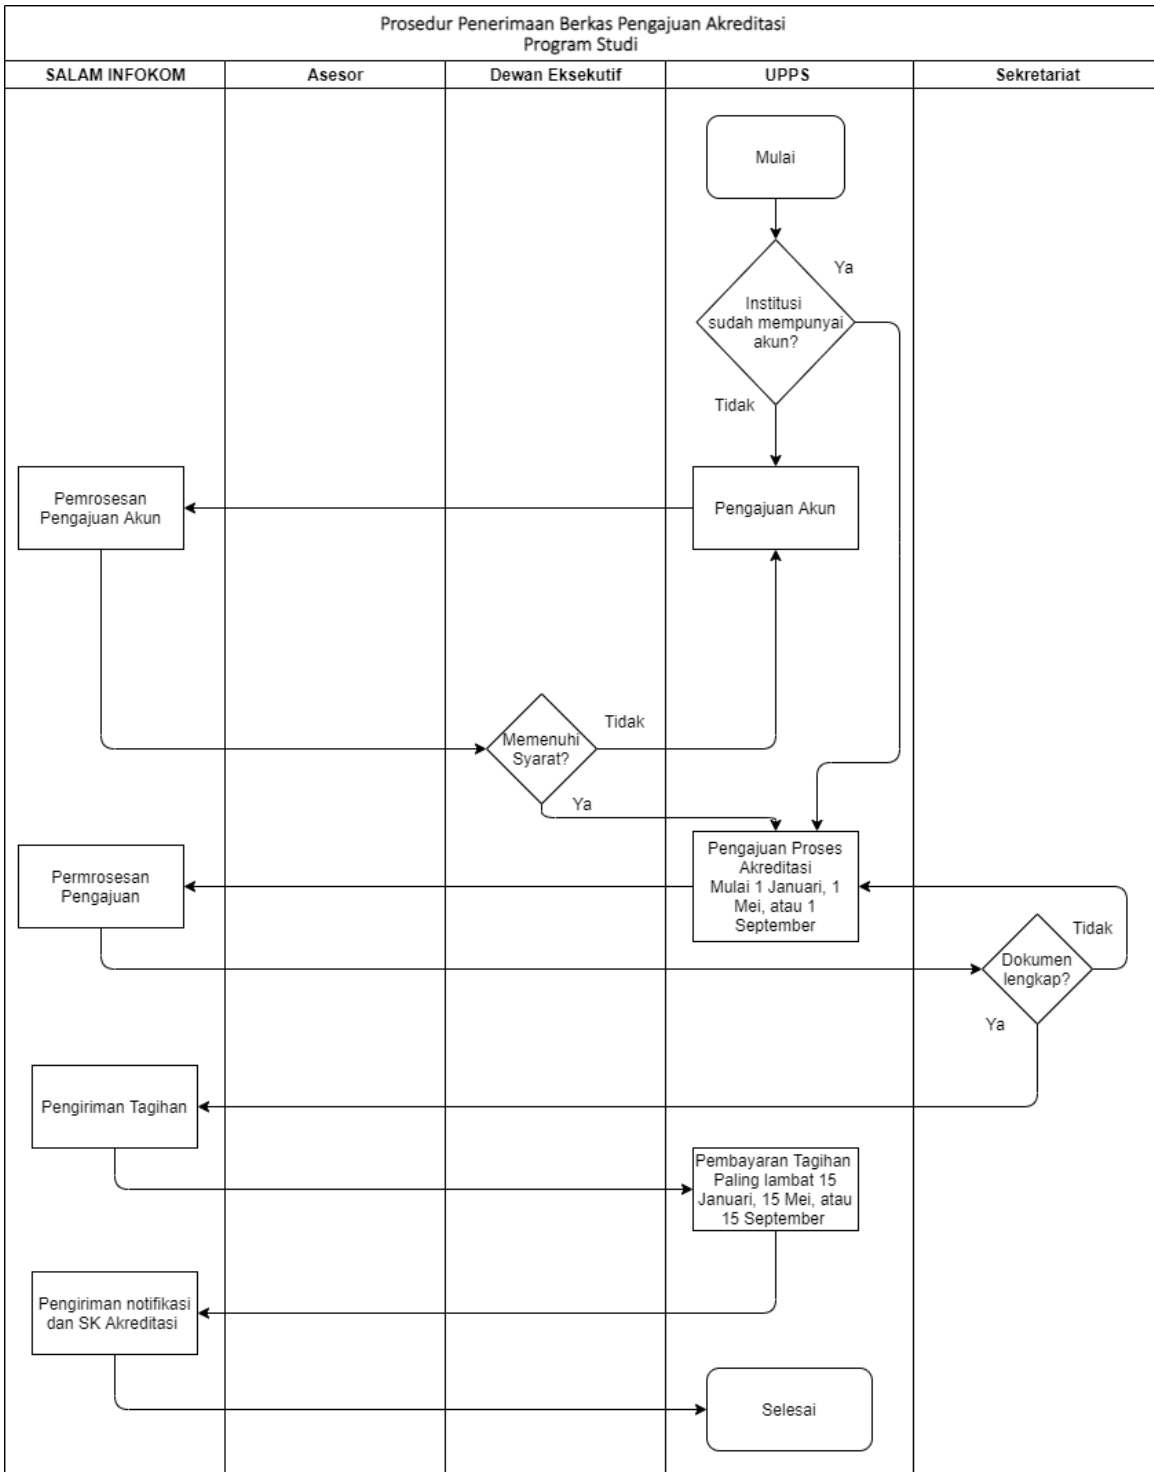 Prosedur Penerimaan Berkas Pengajuan Akreditasi
Program Studi
SALAM INFOKOM
Asesor
Dewan Eksekutif
UPPS
Sekretariat
Mulai
Ya
Institusi
sudah mempunyai
akun?
Tidak
Pemrosesan
Pengajuan Akun
Pengajuan Akun
Tidak
Memenuhi
Syarat?
Ya
Pengajuan Proses
Akreditasi
Mulai 1 Januari, 1
Mei, atau 1
September
Permrosesan
Pengajuan
Tidak
Dokumen
lengkap?
Ya
Pengiriman Tagihan
Pembayaran Tagihan
Paling lambat 15
Januari, 15 Mei, atau
15 September
Pengiriman notifikasi
dan SK Akreditasi
Selesai